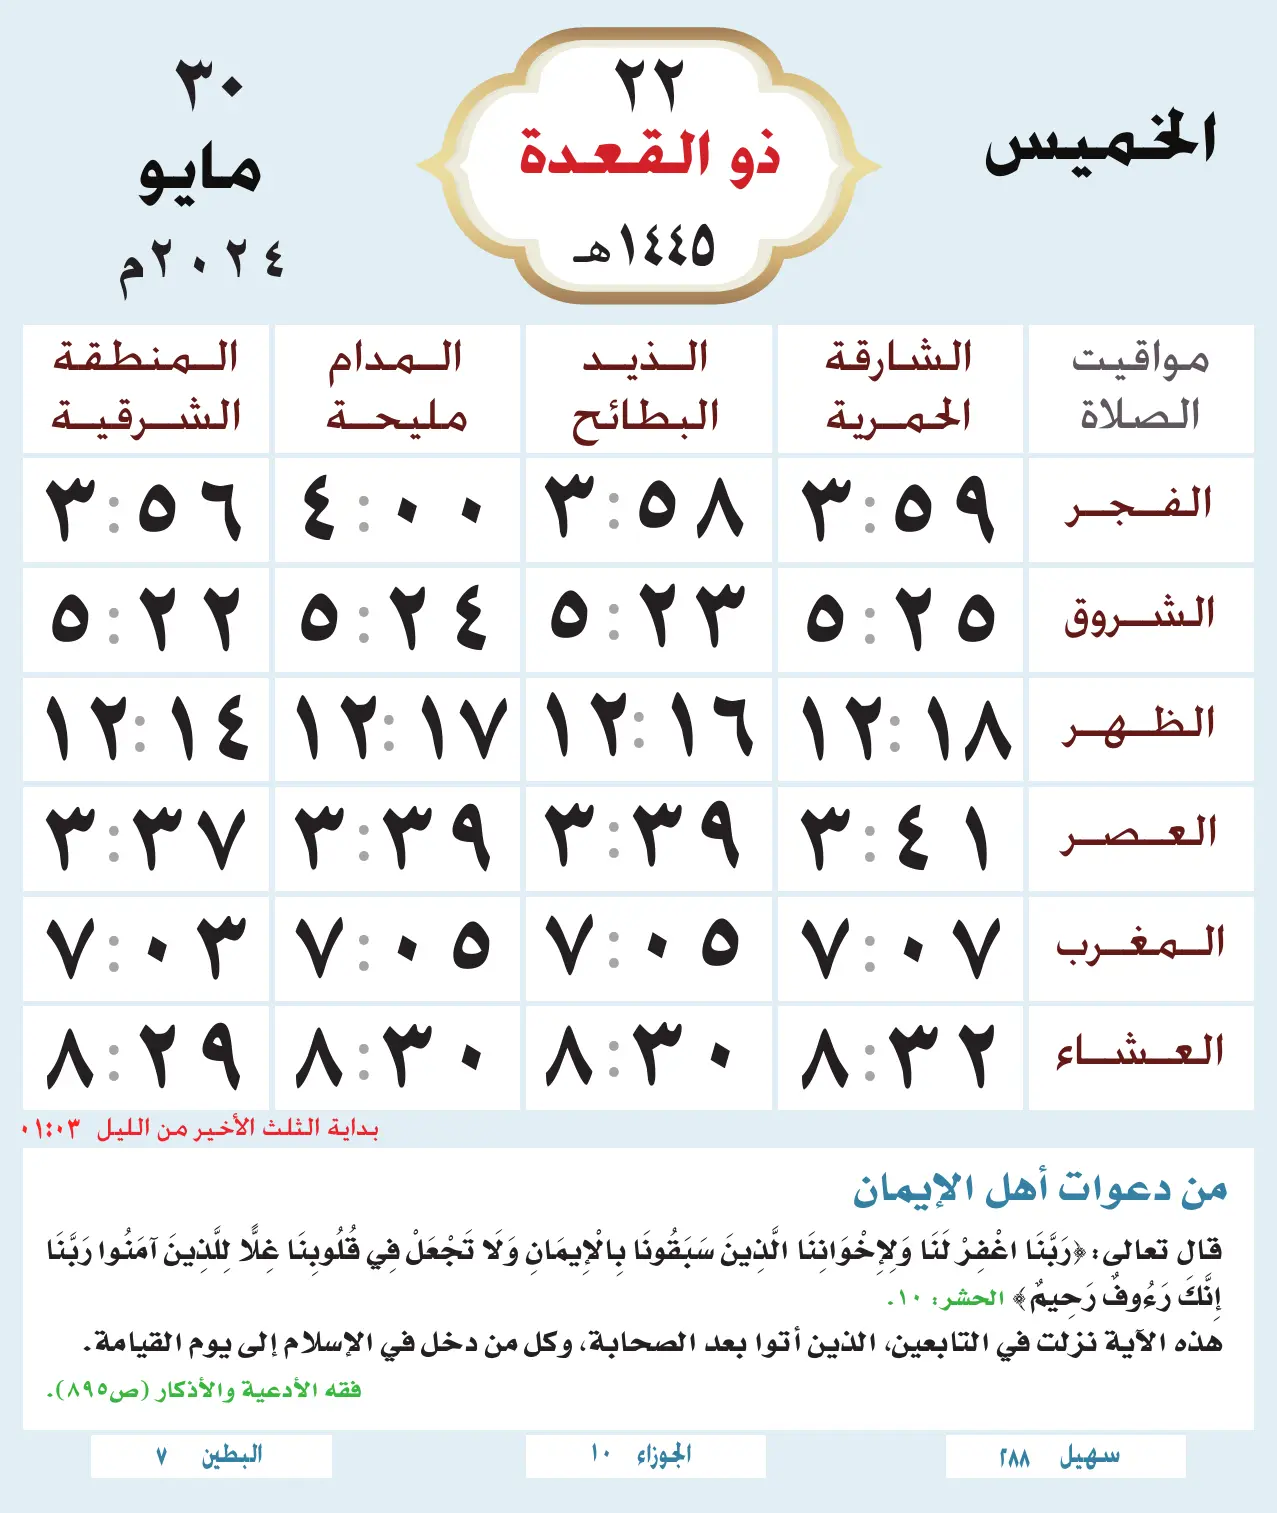 الخميس
٢٢
ذو القعدة
١٤٤٥هـ
٣٠
مايو
٢٠٢٤م
مواقيت الصلاة
الشارقة الحمرية
الذيد البطائح
المدام مليحة
المنطقة الشرقية
الفجر ٣:٥٩ ٣:٥٨ ٤:٠٠ ٣:٥٦
الشروق ٥:٢٥ ٥:٢٣ ٥:٢٤ ٥:٢٢
الظهر ١٢:١٨ ١٢:١٦ ١٢:١٧ ١٢:١٤
العصر ٣:٤١ ٣:٣٩ ٣:٣٩ ٣:٣٧
المغرب ٧:٠٧ ٧:٠٥ ٧:٠٥ ٧:٠٣
العشاء ٨:٣٢ ٨:٣٠ ٨:٣٠ ٨:٢٩
بداية الثلث الأخير من الليل ٠١:٠٣
من دعوات أهل الإيمان
قال تعالى: ﴿رَبَّنَا اغْفِرْ لَنَا وَلِإِخْوَانِنَا الَّذِينَ سَبَقُونَا بِالْإِيمَانِ وَلَا تَجْعَلْ فِي قُلُوبِنَا غِلًّا لِلَّذِينَ آمَنُوا رَبَّنَا
إِنَّكَ رَءُوفٌ رَحِيمٌ﴾ الحشر: ١٠.
هذه الآية نزلت في التابعين، الذين أتوا بعد الصحابة، وكل من دخل في الإسلام إلى يوم القيامة.
فقه الأدعية والأذكار (ص٨٩٥).
سهيل ٢٨٨
الجوزاء ١٠
البطين ٧